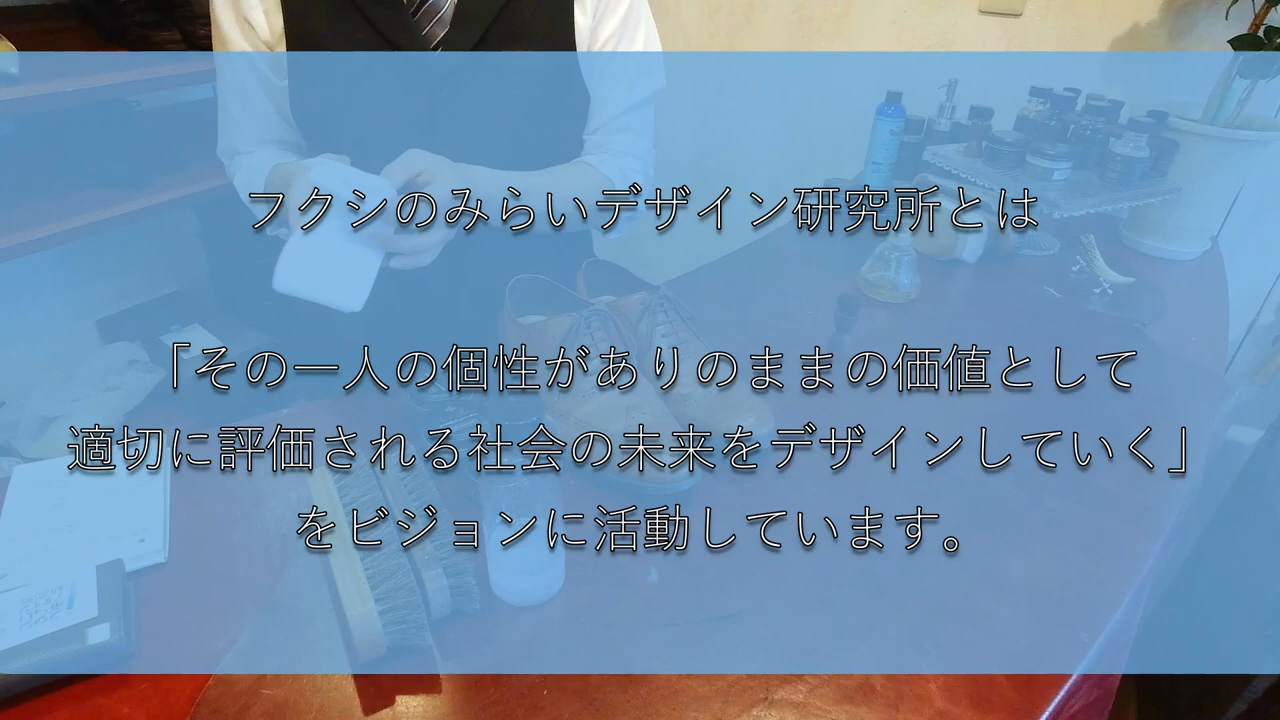 フクシのみらいデザイン研究所とは
「その一人の個性がありのままの価値として
適切に評価される社会の未来をデザインしていく」
をビジョンに活動しています。